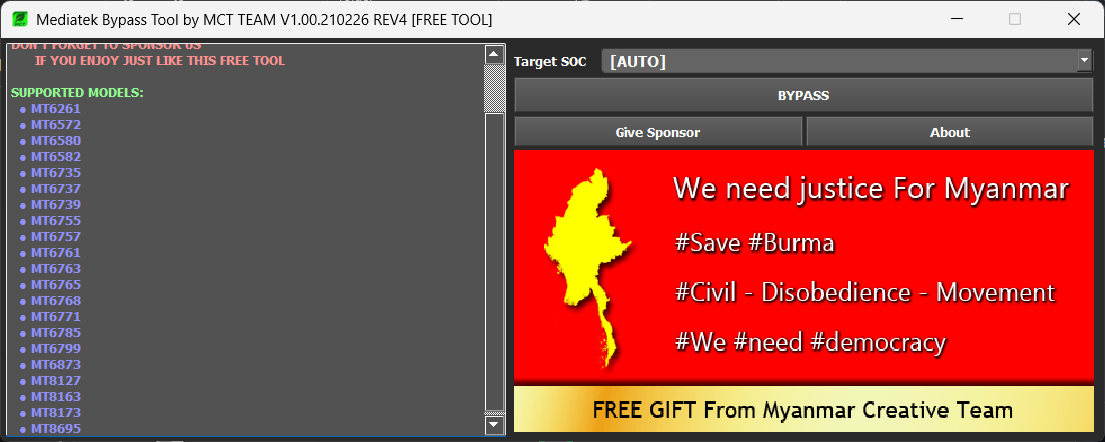 Mediatek Bypass Tool by MCT TEAM V1.00.210226 REV4 [FREE TOOL]
DON'T FORGET TO SPONSOR US
IF YOU ENJOY JUST LIKE THIS FREE TOOL
SUPPORTED MODELS:
● MT6261
● MT6572
● MT6580
● MT6582
● MT6735
● MT6737
● MT6739
● MT6755
● MT6757
● MT6761
● MT6763
● MT6765
● MT6768
● MT6771
● MT6785
● MT6799
● MT6873
● MT8127
● MT8163
● MT8173
● MT8695
Target SOC [AUTO]
BYPASS
Give Sponsor About
We need justice For Myanmar
#Save #Burma
#Civil - Disobedience - Movement
#We #need #democracy
FREE GIFT From Myanmar Creative Team